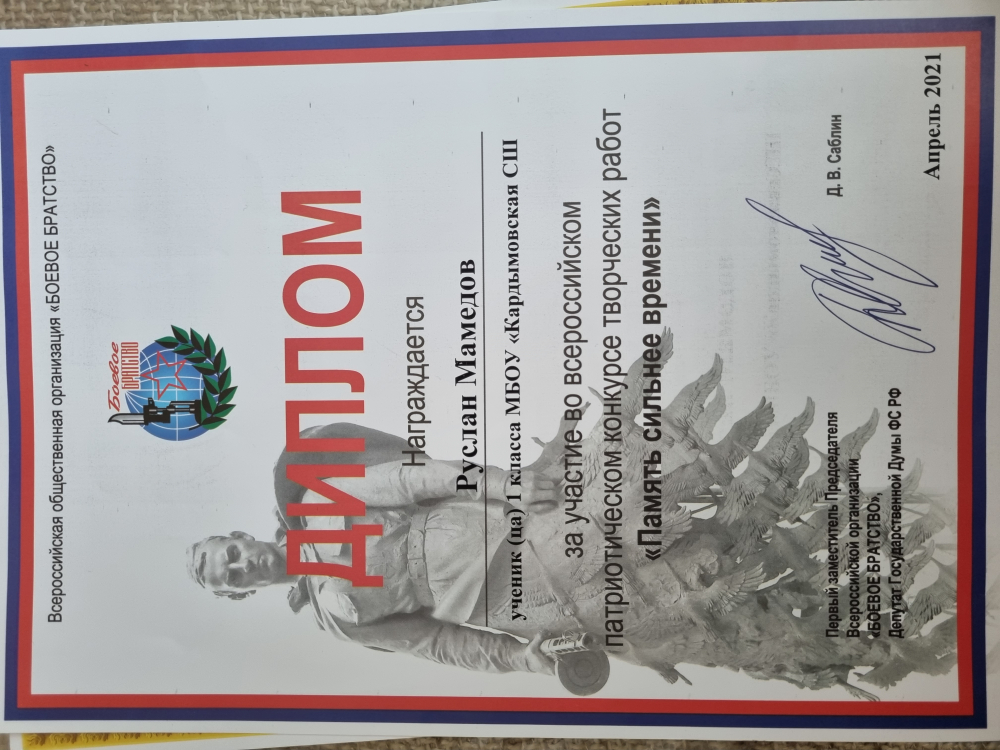 Всероссийская общественная организация «БОЕВОЕ БРАТСТВО»
Боевое
БРАТСТВО
ДИПЛОМ
Награждается
Руслан Мамедов
ученик (ца) 1 класса МБОУ «Кардымовская СШ
за участие во всероссийском
патриотическом конкурсе творческих работ
«Память сильнее времени»
Первый заместитель Председателя
Всероссийской организации
«БОЕВОЕ БРАТСТВО»,
Депутат Государственной Думы ФС РФ
Д. В. Саблин
Апрель 2021